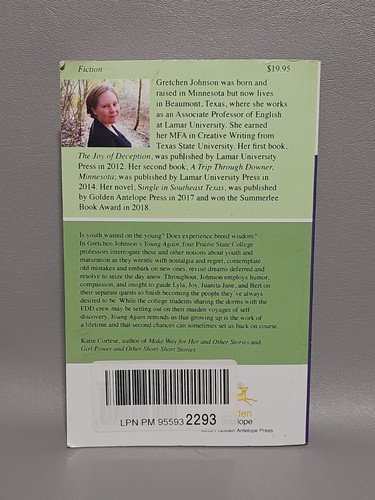 Fiction $19.95
Gretchen Johnson was born and
raised in Minnesota but now lives
in Beaumont, Texas, where she works
as an Associate Professor of English
at Lamar University. She earned
her MFA in Creative Writing from
Texas State University. Her first book,
The Joy of Deception, was published by Lamar University
Press in 2012. Her second book, A Trip Through Downer,
Minnesota, was published by Lamar University Press in
2014. Her novel, Single in Southeast Texas, was published
by Golden Antelope Press in 2017 and won the Summerlee
Book Award in 2018.
Is youth wasted on the young? Does experience breed wisdom?
In Gretchen Johnson's Young Again, four Prairie State College
professors interrogate these and other notions about youth and
maturation as they wrestle with nostalgia and regret, contemplate
old mistakes and embark on new ones, revisit dreams deferred and
resolve to seize the day anew. Throughout, Johnson employs humor,
compassion, and insight to guide Lyla, Joy, Juanita Jane, and Bert on
their separate quests to finish becoming the people they've always
desired to be. While the college students sharing the dorms with the
FDD crew may be setting out on their maiden voyages of self-
discovery, Young Again reminds us that growing up is the work of
a lifetime and that second chances can sometimes set us back on course.
Katie Cortese, author of Make Way for Her and Other Stories and
Girl Power and Other Short-Short Stories
LPN PM 95593 2293
den
lope
Antelope Press